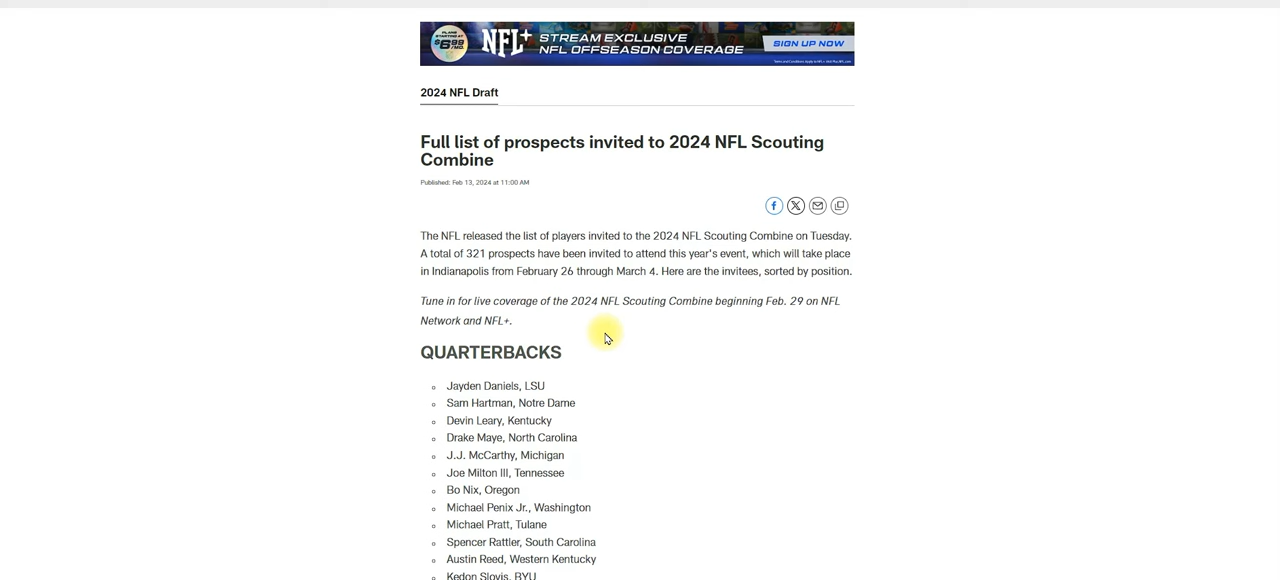 PLANS
STARTING AT
$6.99
/MO.
NFL+
STREAM EXCLUSIVE
NFL OFFSEASON COVERAGE
SIGN UP NOW
2024 NFL Draft
Full list of prospects invited to 2024 NFL Scouting
Combine
Published: Feb 13, 2024 at 11:00 AM
The NFL released the list of players invited to the 2024 NFL Scouting Combine on Tuesday.
A total of 321 prospects have been invited to attend this year's event, which will take place
in Indianapolis from February 26 through March 4. Here are the invitees, sorted by position.
Tune in for live coverage of the 2024 NFL Scouting Combine beginning Feb. 29 on NFL
Network and NFL+.
QUARTERBACKS
Jayden Daniels, LSU
Sam Hartman, Notre Dame
Devin Leary, Kentucky
Drake Maye, North Carolina
J.J. McCarthy, Michigan
Joe Milton III, Tennessee
Bo Nix, Oregon
Michael Penix Jr., Washington
Michael Pratt, Tulane
Spencer Rattler, South Carolina
Austin Reed, Western Kentucky
Kedon Slovis, BYU